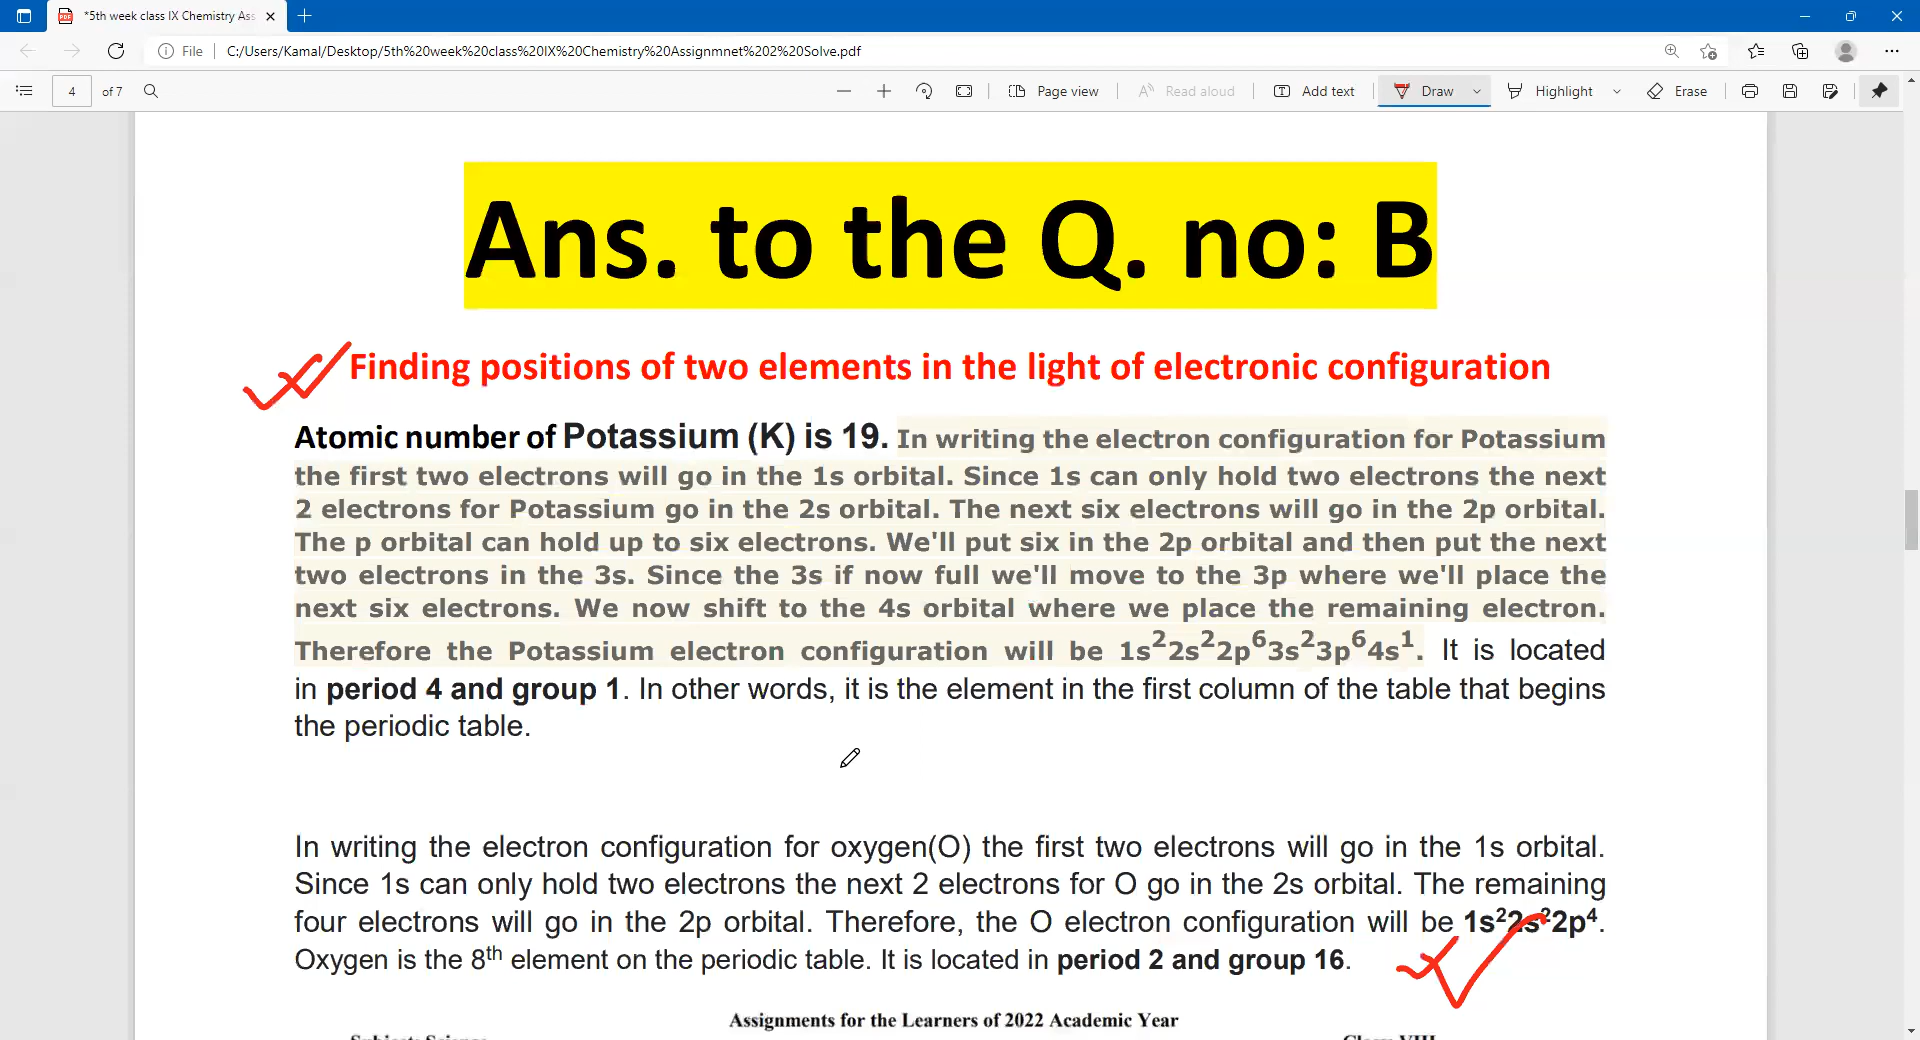 *5th week class IX Chemistry Ass
File
C:/Users/Kamal/Desktop/5th%20week%20class%20IX%20Chemistry%20Assignmnet%202%20Solve.pdf
4 of 7
Page view
Read aloud
Add text
Draw
Highlight
Erase
Ans. to the Q. no: B
Finding positions of two elements in the light of electronic configuration
Atomic number of Potassium (K) is 19. In writing the electron configuration for Potassium
the first two electrons will go in the 1s orbital. Since 1s can only hold two electrons the next
2 electrons for Potassium go in the 2s orbital. The next six electrons will go in the 2p orbital.
The p orbital can hold up to six electrons. We'll put six in the 2p orbital and then put the next
two electrons in the 3s. Since the 3s if now full we'll move to the 3p where we'll place the
next six electrons. We now shift to the 4s orbital where we place the remaining electron.
Therefore the Potassium electron configuration will be 1s²2s²2p⁶3s²3p⁶4s¹. It is located
in period 4 and group 1. In other words, it is the element in the first column of the table that begins
the periodic table.
In writing the electron configuration for oxygen(O) the first two electrons will go in the 1s orbital.
Since 1s can only hold two electrons the next 2 electrons for O go in the 2s orbital. The remaining
four electrons will go in the 2p orbital. Therefore, the O electron configuration will be 1s²2s²2p⁴.
Oxygen is the 8th element on the periodic table. It is located in period 2 and group 16.
Assignments for the Learners of 2022 Academic Year
Subject: Science Class: VIII